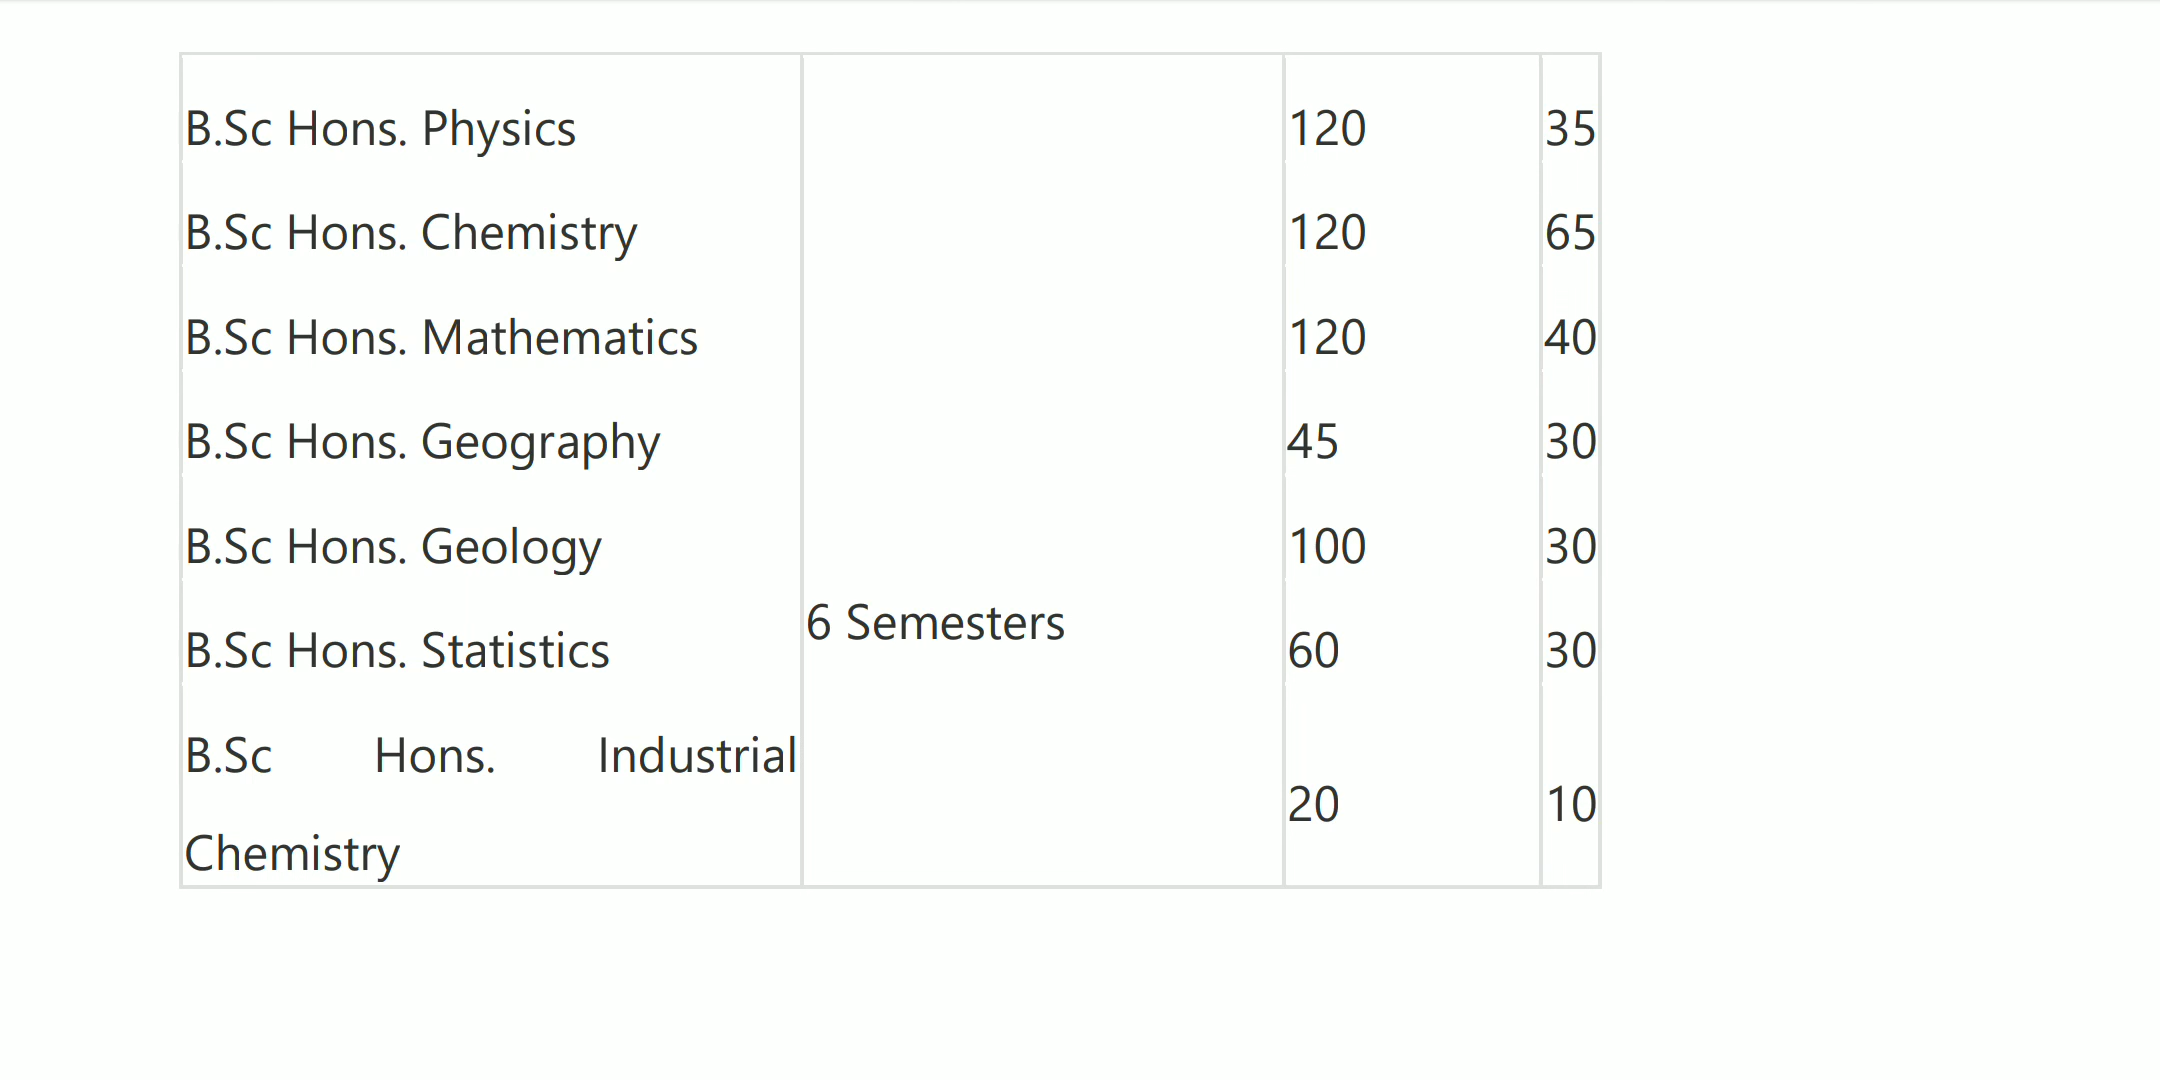 B.Sc Hons. Physics 120 35
B.Sc Hons. Chemistry 120 65
B.Sc Hons. Mathematics 120 40
B.Sc Hons. Geography 45 30
B.Sc Hons. Geology 100 30
6 Semesters
B.Sc Hons. Statistics 60 30
B.Sc Hons. Industrial
20 10
Chemistry